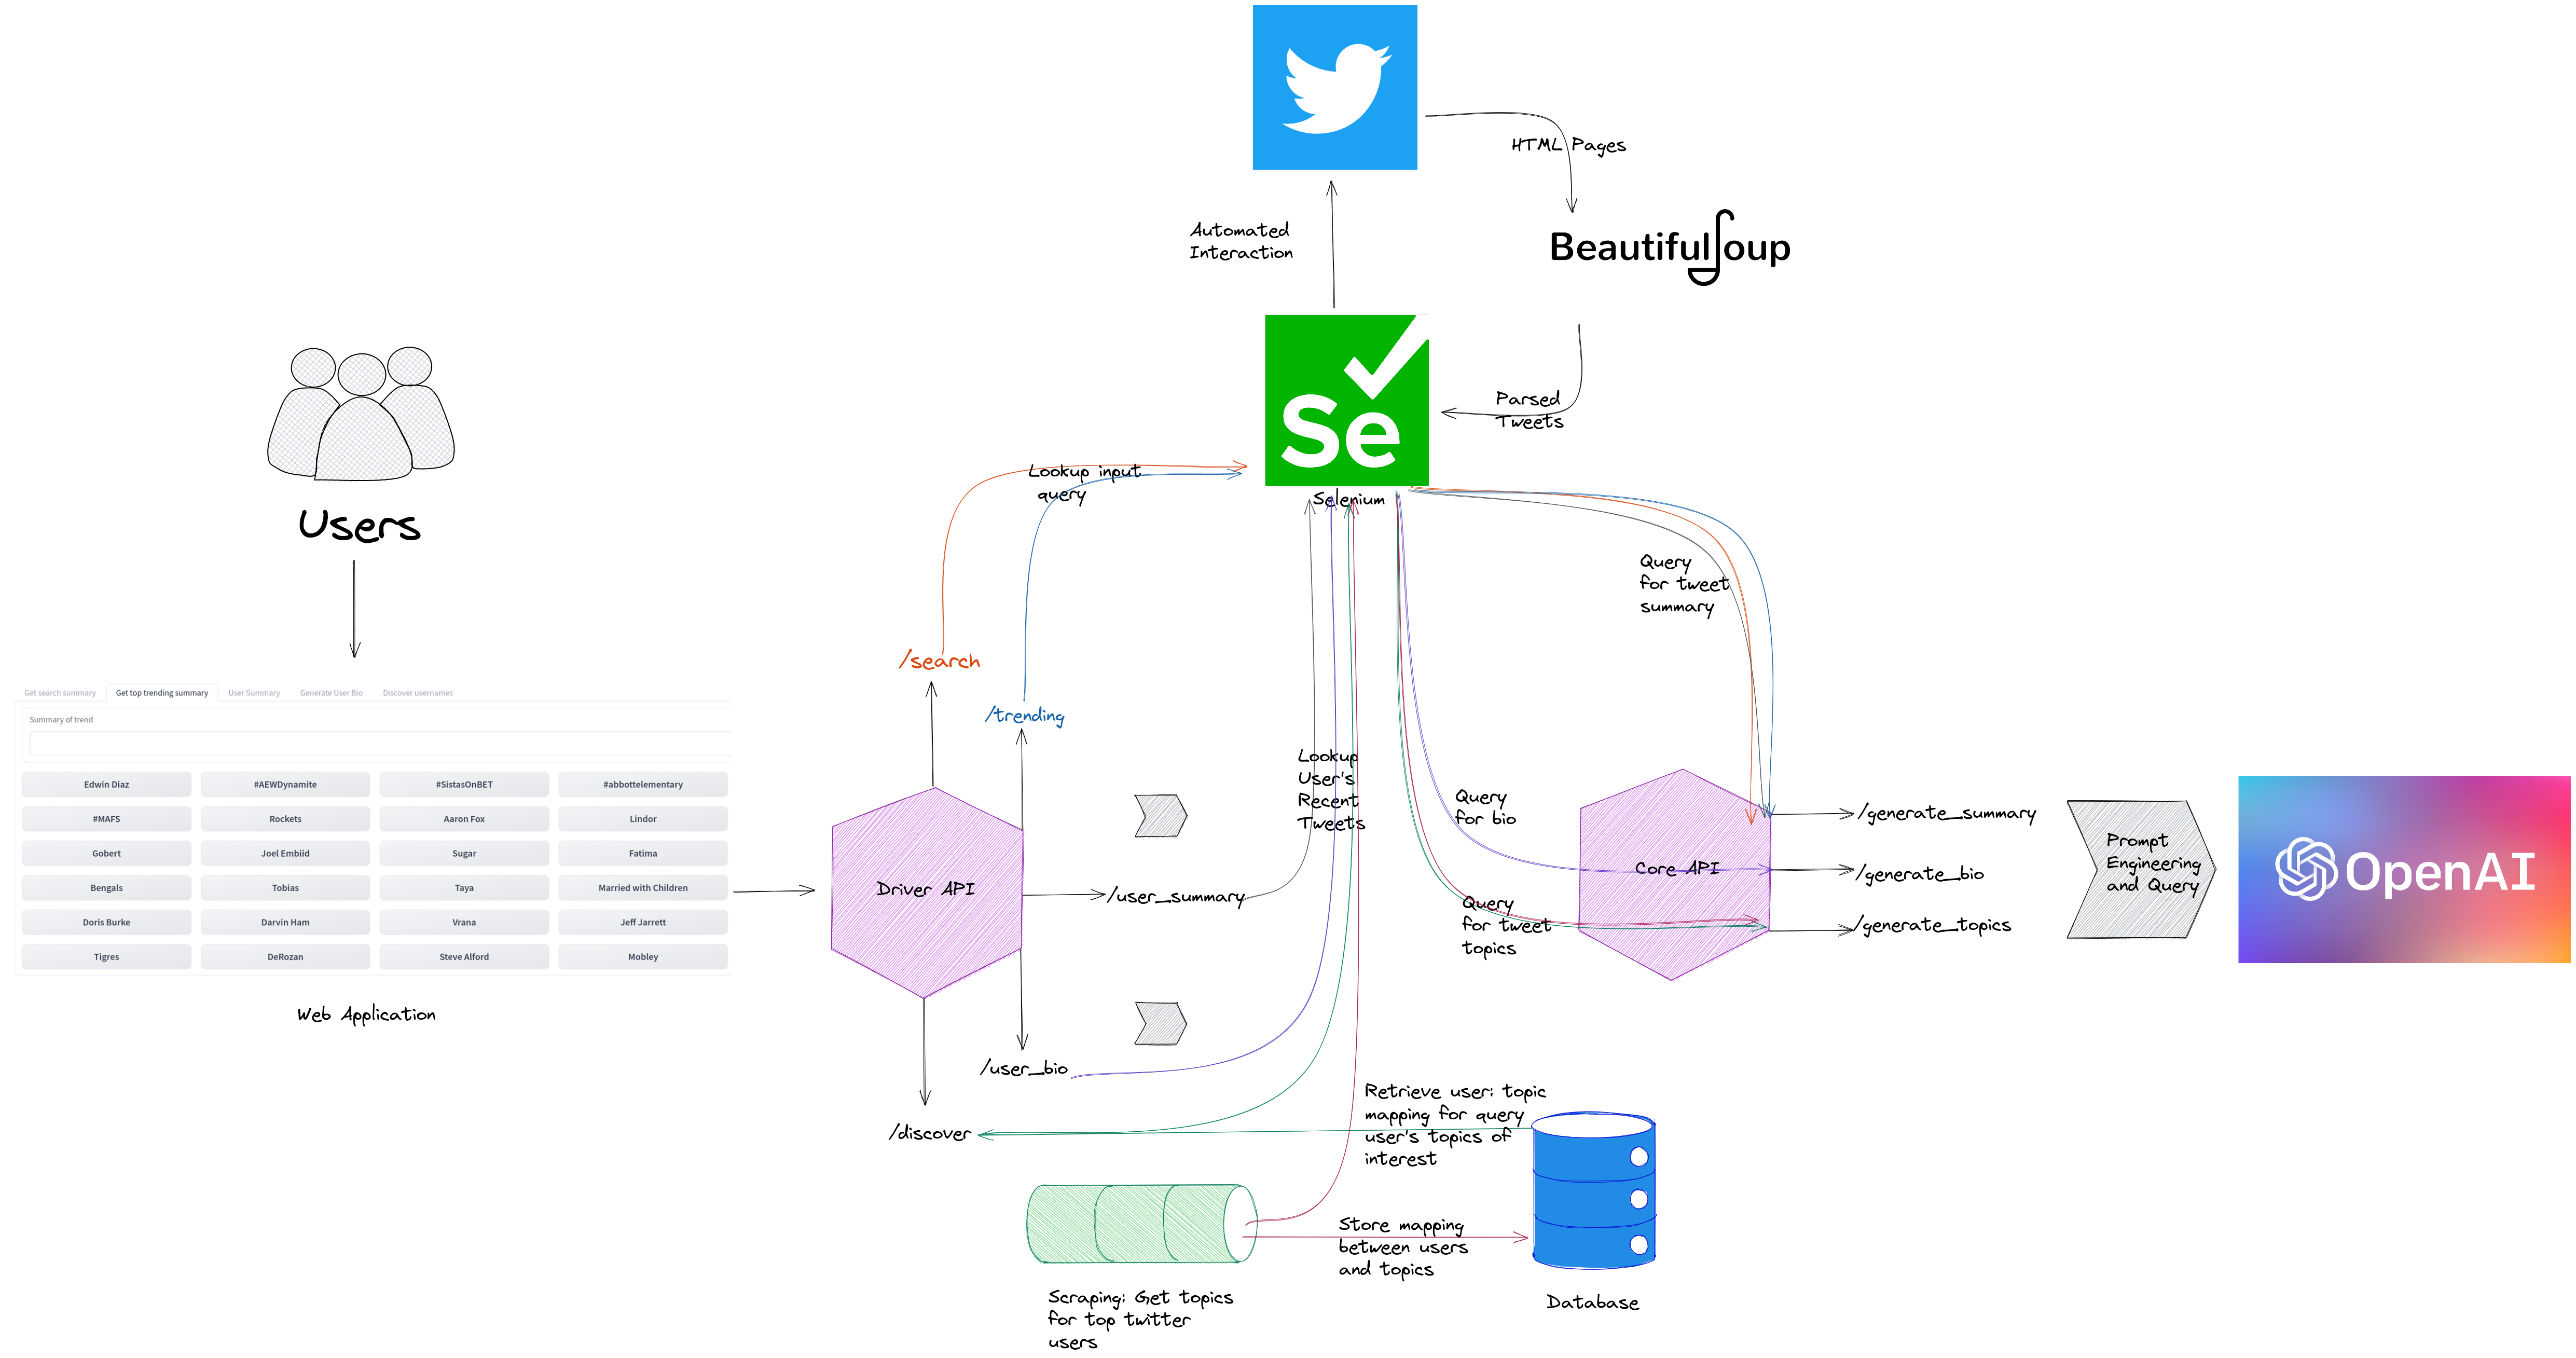 HTML Pages
BeautifulSoup
Automated
Interaction
Se
Selenium
Parsed
Tweets
Users
Lookup input
query
Query
for tweet
summary
/search
/trending
Get search summary
Get top trending summary
User Summary
Generate User Bio
Discover usernames
Summary of trend
Edwin Diaz
#AEWDynamite
#SistasOnBET
#abbottelementary
#MAFS
Rockets
Aaron Fox
Lindor
Gobert
Joel Embiid
Sugar
Fatima
Bengals
Tobias
Taya
Married with Children
Doris Burke
Darvin Ham
Vrana
Jeff Jarrett
Tigres
DeRozan
Steve Alford
Mobley
Web Application
Driver API
/user_summary
/user_bio
/discover
Lookup
User's
Recent
Tweets
Query
for bio
Core API
Query
for tweet
topics
/generate_summary
/generate_bio
/generate_topics
Prompt
Engineering
and Query
OpenAI
Retrieve user: topic
mapping for query
user's topics of
interest
Store mapping
between users
and topics
Scraping: Get topics
for top twitter
users
Database